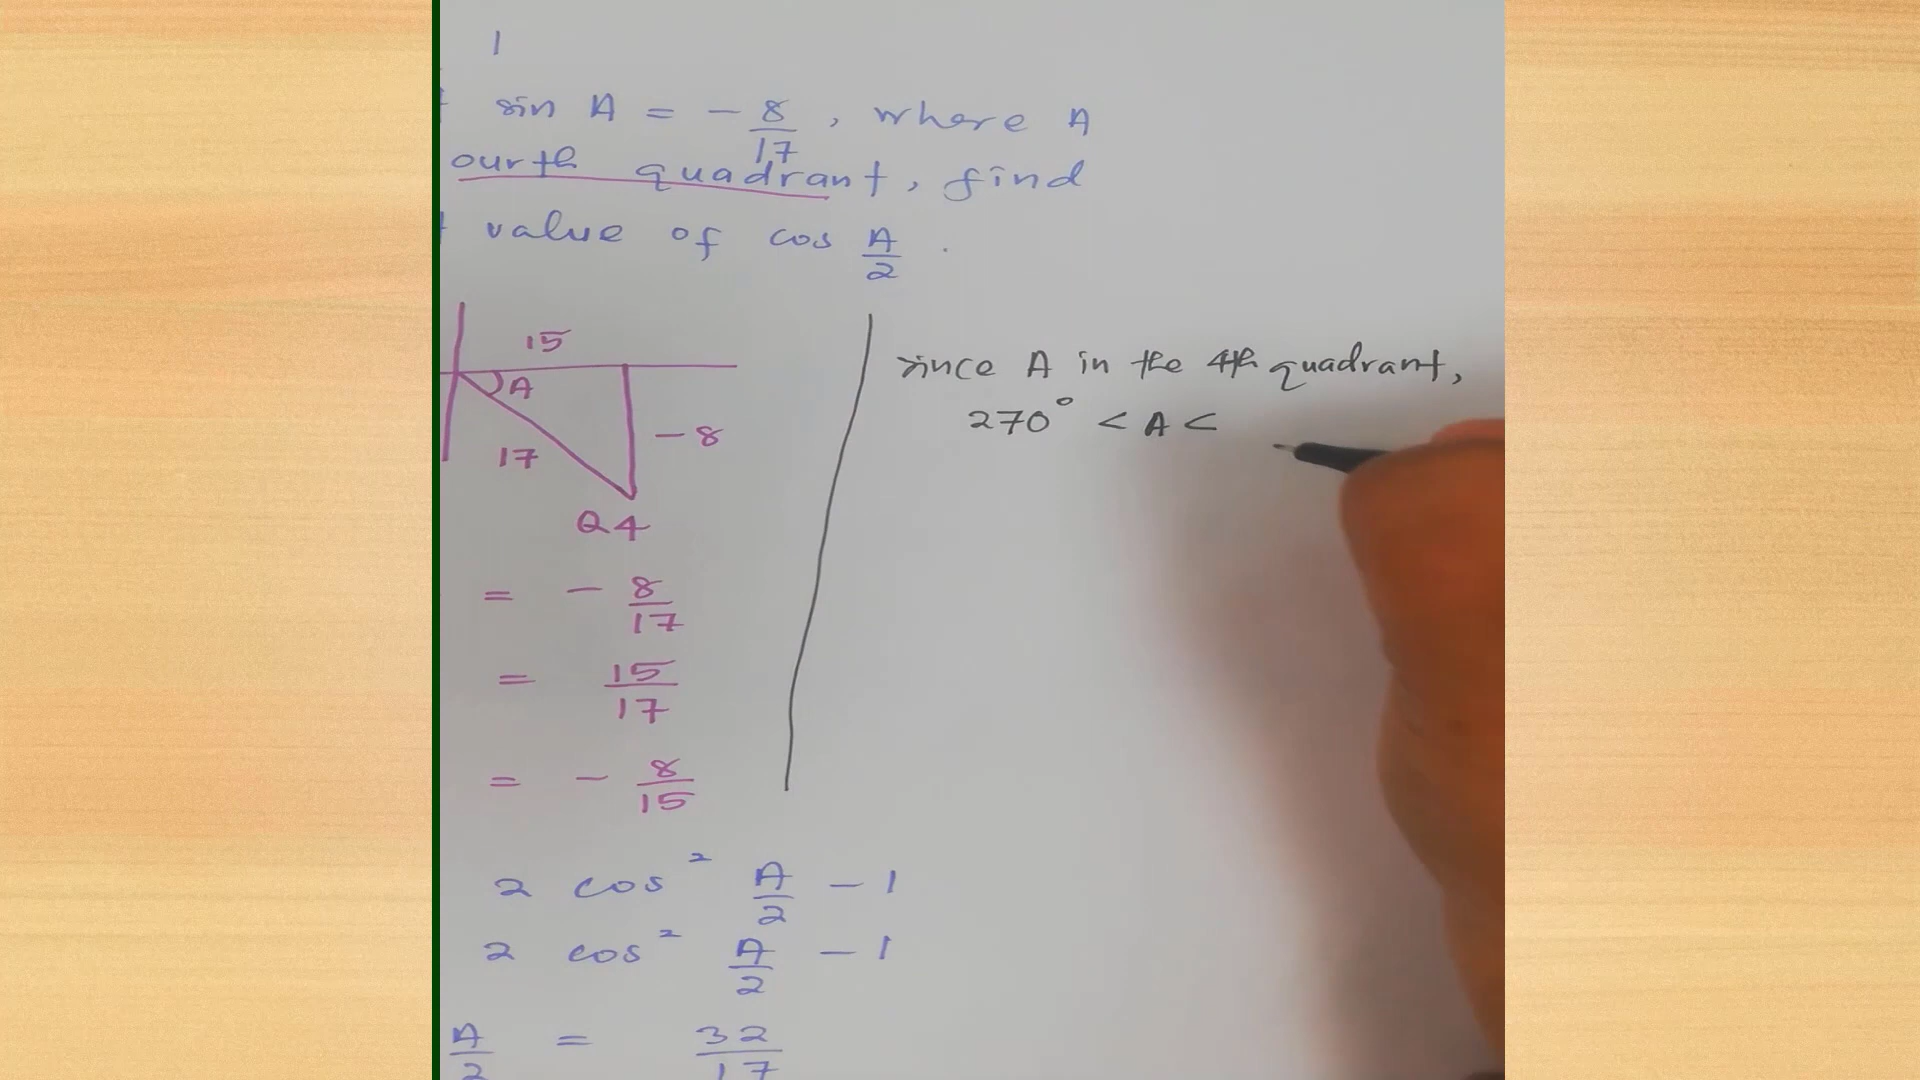 1
sin A = - 8/17, where A
ourth quadrant, find
value of cos A/2.
15
A
17
-8
Q4
= - 8/17
= 15/17
= - 8/15
2 cos² A/2 - 1
2 cos² A/2 - 1
A/2 = 32/17
since A in the 4th quadrant,
270° < A <